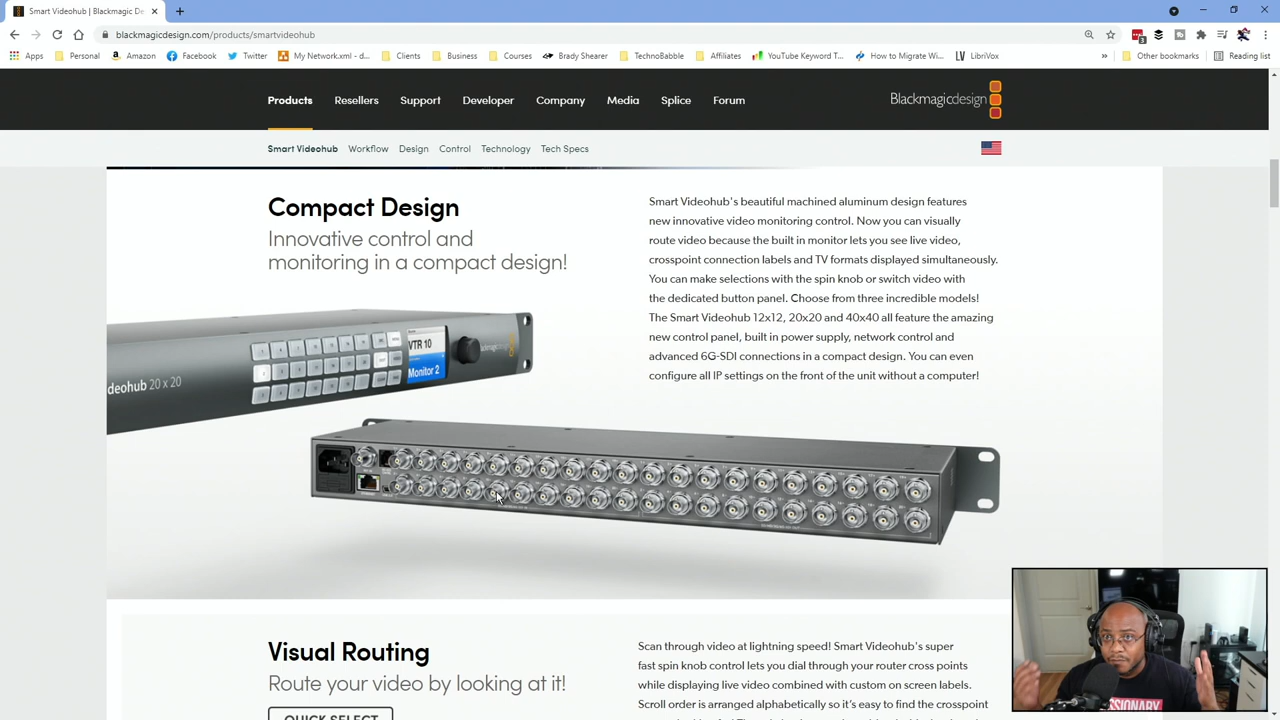 Smart Videohub | Blackmagic De
blackmagicdesign.com/products/smartvideohub
Apps
Personal
Amazon
Facebook
Twitter
My Network.xml - d...
Clients
Business
Courses
Brady Shearer
TechnoBabble
Affiliates
YouTube Keyword T...
How to Migrate Wi...
LV LibriVox
»
Other bookmarks
Reading list
Products
Resellers
Support
Developer
Company
Media
Splice
Forum
Blackmagicdesign
Smart Videohub
Workflow
Design
Control
Technology
Tech Specs
Compact Design
Innovative control and
monitoring in a compact design!
Smart Videohub's beautiful machined aluminum design features
new innovative video monitoring control. Now you can visually
route video because the built in monitor lets you see live video,
crosspoint connection labels and TV formats displayed simultaneously.
You can make selections with the spin knob or switch video with
the dedicated button panel. Choose from three incredible models!
The Smart Videohub 12x12, 20x20 and 40x40 all feature the amazing
new control panel, built in power supply, network control and
advanced 6G-SDI connections in a compact design. You can even
configure all IP settings on the front of the unit without a computer!
deohub 20 x 20
VTR 10
Monitor 2
Visual Routing
Route your video by looking at it!
QUICK SELECT
Scan through video at lightning speed! Smart Videohub's super
fast spin knob control lets you dial through your router cross points
while displaying live video combined with custom on screen labels.
Scroll order is arranged alphabetically so it's easy to find the crosspoint
SSIONARY